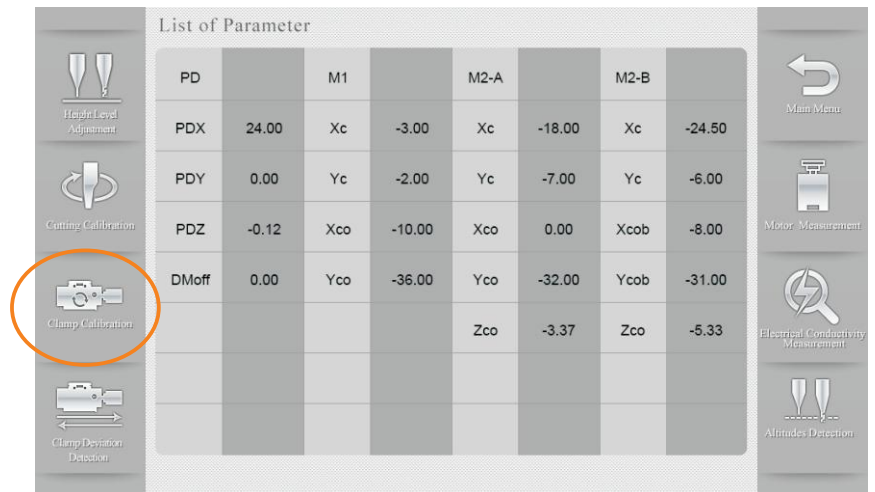 List of Parameter
Height Level
Adjustment
Cutting Calibration
Clamp Calibration
Clamp Deviation
Detection
PD M1 M2-A M2-B
PDX 24.00 Xc -3.00 Xc -18.00 Xc -24.50
PDY 0.00 Yc -2.00 Yc -7.00 Yc -6.00
PDZ -0.12 Xco -10.00 Xco 0.00 Xcob -8.00
DMoff 0.00 Yco -36.00 Yco -32.00 Ycob -31.00
Zco -3.37 Zco -5.33
Main Menu
Motor Measurement
Electrical Conductivity
Measurement
Altitudes Detection